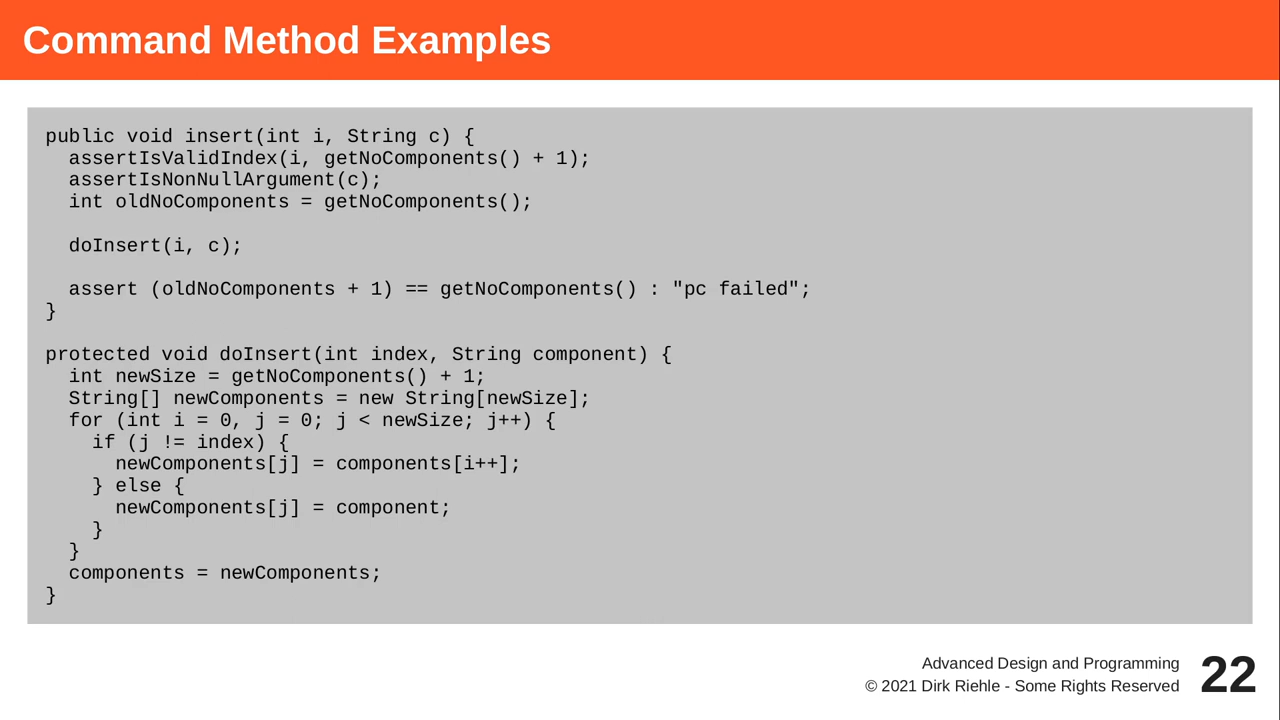 Command Method Examples
public void insert(int i, String c) {
  assertIsValidIndex(i, getNoComponents() + 1);
  assertIsNonNullArgument(c);
  int oldNoComponents = getNoComponents();

  doInsert(i, c);

  assert (oldNoComponents + 1) == getNoComponents() : "pc failed";
}

protected void doInsert(int index, String component) {
  int newSize = getNoComponents() + 1;
  String[] newComponents = new String[newSize];
  for (int i = 0, j = 0; j < newSize; j++) {
    if (j != index) {
      newComponents[j] = components[i++];
    } else {
      newComponents[j] = component;
    }
  }
  components = newComponents;
}
Advanced Design and Programming
© 2021 Dirk Riehle - Some Rights Reserved
22